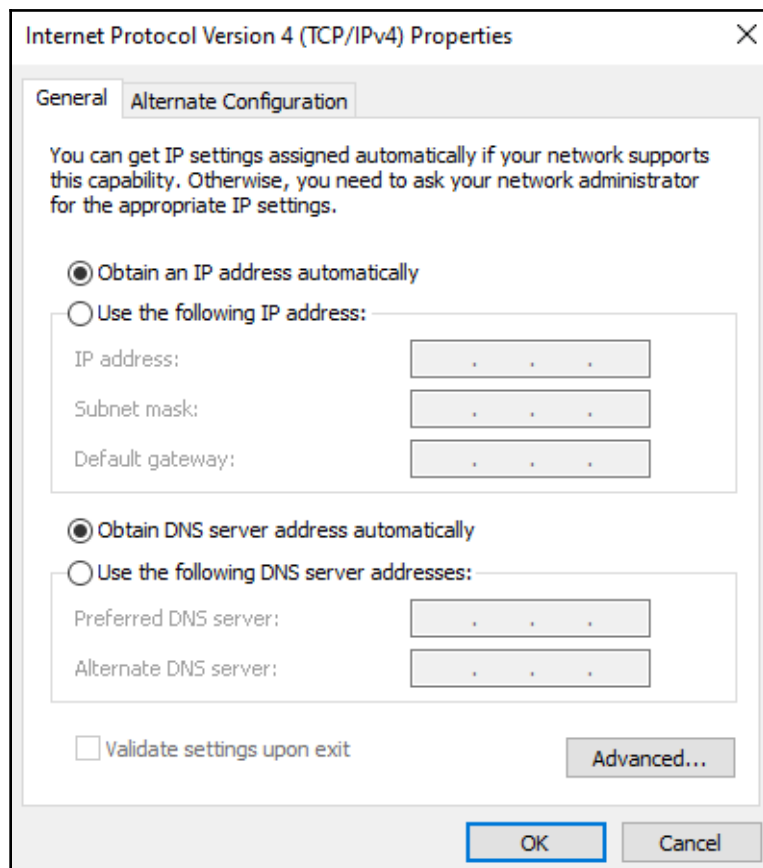 Internet Protocol Version 4 (TCP/IPv4) Properties
General
Alternate Configuration
You can get IP settings assigned automatically if your network supports
this capability. Otherwise, you need to ask your network administrator
for the appropriate IP settings.
Obtain an IP address automatically
Use the following IP address:
IP address:
. . .
Subnet mask:
. . .
Default gateway:
. . .
Obtain DNS server address automatically
Use the following DNS server addresses:
Preferred DNS server:
. . .
Alternate DNS server:
. . .
Validate settings upon exit
Advanced...
OK
Cancel